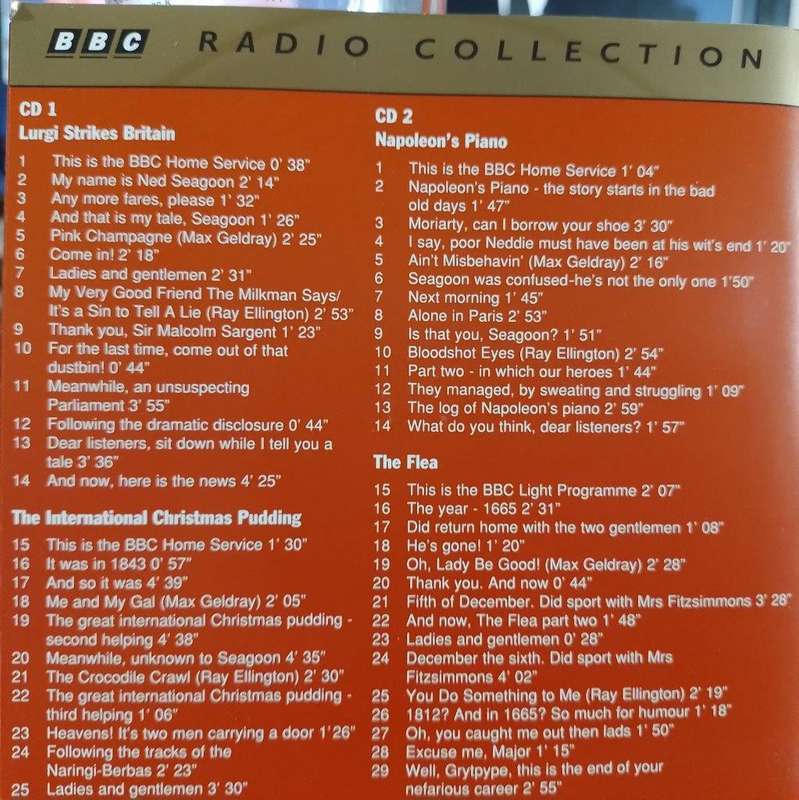 BBC RADIO COLLECTION
CD 1
Lurgi Strikes Britain
1 This is the BBC Home Service 0' 38"
2 My name is Ned Seagoon 2' 14"
3 Any more fares, please 1' 32"
4 And that is my tale, Seagoon 1' 26"
5 Pink Champagne (Max Geldray) 2' 25"
6 Come in! 2' 18"
7 Ladies and gentlemen 2' 31"
8 My Very Good Friend The Milkman Says/
It's a Sin to Tell A Lie (Ray Ellington) 2' 53"
9 Thank you, Sir Malcolm Sargent 1' 23"
10 For the last time, come out of that
dustbin! 0' 44"
11 Meanwhile, an unsuspecting
Parliament 3' 55"
12 Following the dramatic disclosure 0' 44"
13 Dear listeners, sit down while I tell you a
tale 3' 36"
14 And now, here is the news 4' 25"
The International Christmas Pudding
15 This is the BBC Home Service 1' 30"
16 It was in 1843 0' 57"
17 And so it was 4' 39"
18 Me and My Gal (Max Geldray) 2' 05"
19 The great international Christmas pudding -
second helping 4' 38"
20 Meanwhile, unknown to Seagoon 4' 35"
21 The Crocodile Crawl (Ray Ellington) 2' 30"
22 The great international Christmas pudding -
third helping 1' 06"
23 Heavens! It's two men carrying a door 1'26"
24 Following the tracks of the
Naringi-Berbas 2' 23"
25 Ladies and gentlemen 3' 30"
CD 2
Napoleon's Piano
1 This is the BBC Home Service 1' 04"
2 Napoleon's Piano - the story starts in the bad
old days 1' 47"
3 Moriarty, can I borrow your shoe 3' 30"
4 I say, poor Neddie must have been at his wit's end 1' 20"
5 Ain't Misbehavin' (Max Geldray) 2' 16"
6 Seagoon was confused-he's not the only one 1'50"
7 Next morning 1' 45"
8 Alone in Paris 2' 53"
9 Is that you, Seagoon? 1' 51"
10 Bloodshot Eyes (Ray Ellington) 2' 54"
11 Part two - in which our heroes 1' 44"
12 They managed, by sweating and struggling 1' 09"
13 The log of Napoleon's piano 2' 59"
14 What do you think, dear listeners? 1' 57"
The Flea
15 This is the BBC Light Programme 2' 07"
16 The year - 1665 2' 31"
17 Did return home with the two gentlemen 1' 08"
18 He's gone! 1' 20"
19 Oh, Lady Be Good! (Max Geldray) 2' 28"
20 Thank you. And now 0' 44"
21 Fifth of December. Did sport with Mrs Fitzsimmons 3' 28"
22 And now, The Flea part two 1' 48"
23 Ladies and gentlemen 0' 28"
24 December the sixth. Did sport with Mrs
Fitzsimmons 4' 02"
25 You Do Something to Me (Ray Ellington) 2' 19"
26 1812? And in 1665? So much for humour 1' 18"
27 Oh, you caught me out then lads 1' 50"
28 Excuse me, Major 1' 15"
29 Well, Grytpype, this is the end of your
nefarious career 2' 55"